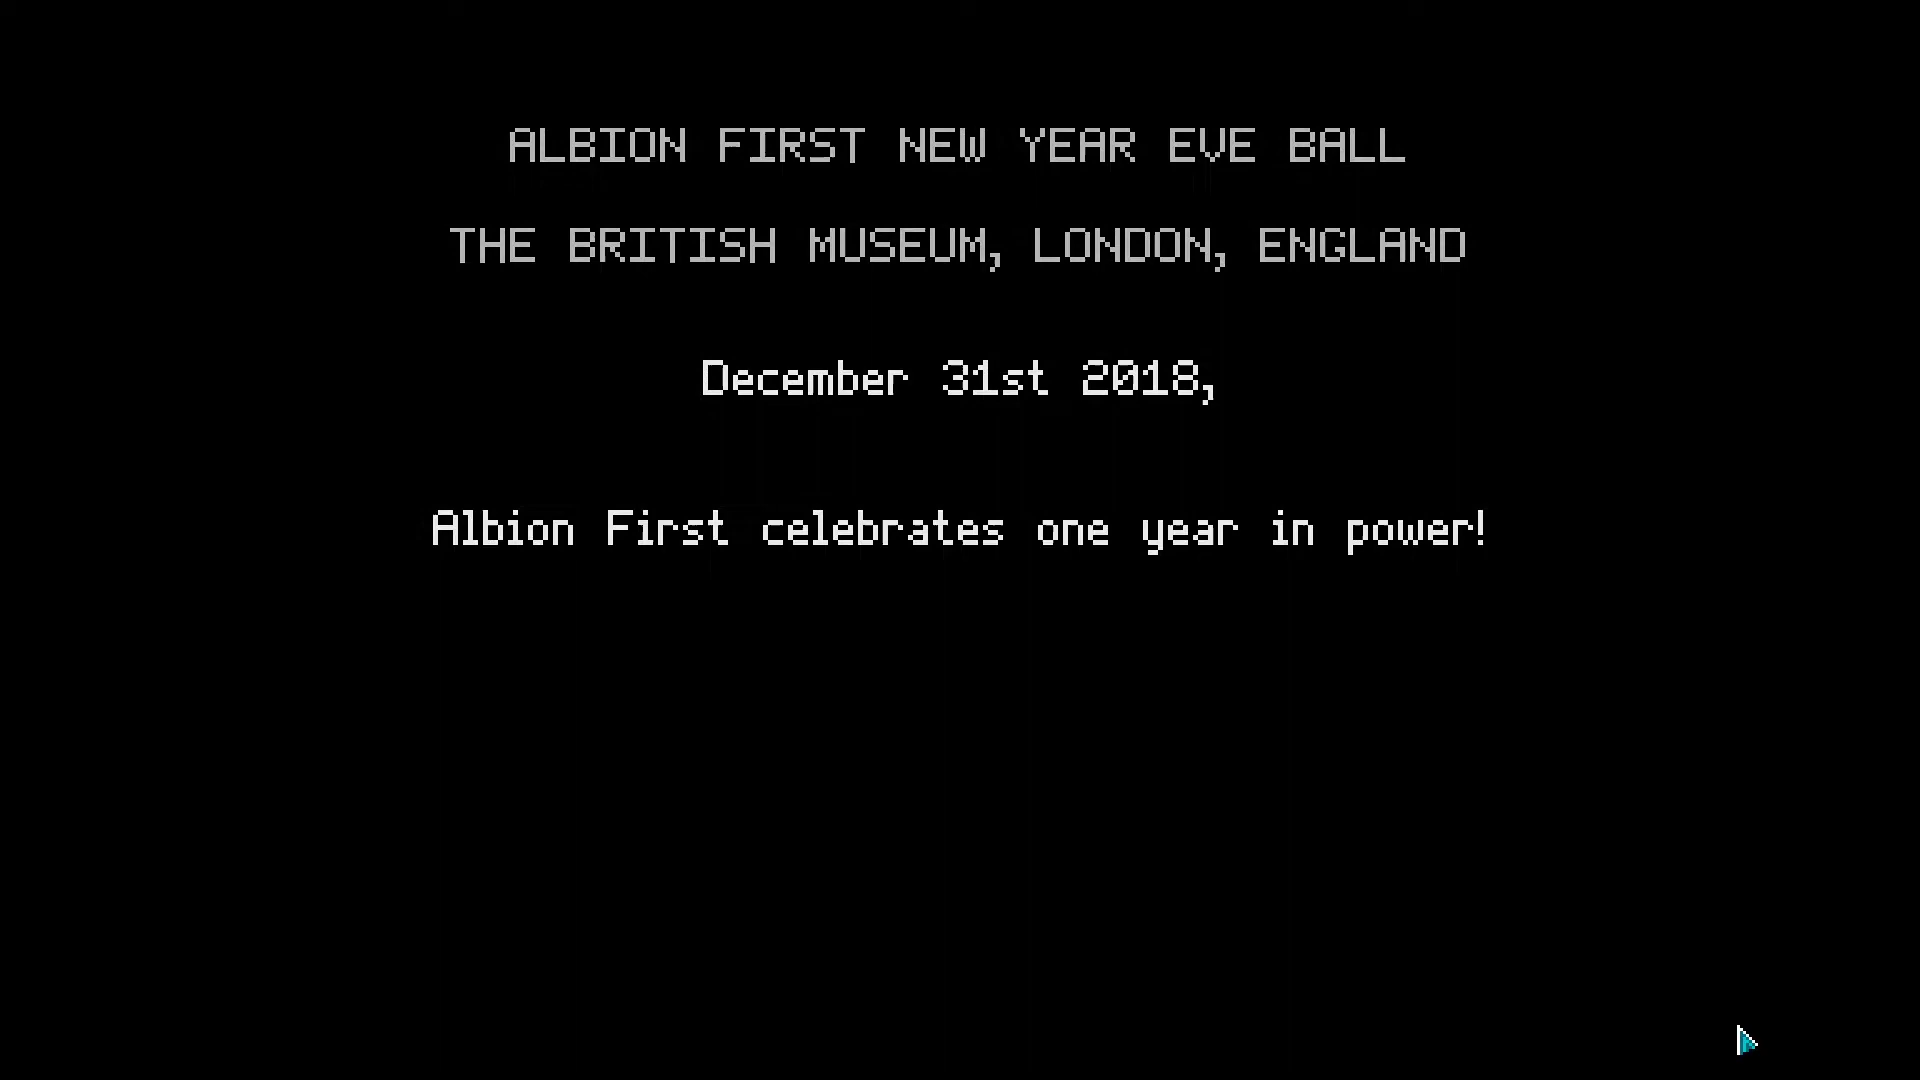 ALBION FIRST NEW YEAR EVE BALL
THE BRITISH MUSEUM, LONDON, ENGLAND
December 31st 2018,
Albion First celebrates one year in power!